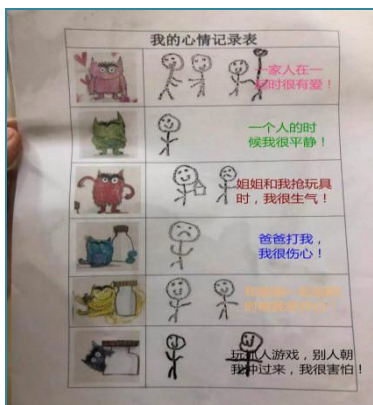 我的心情记录表
一家人在一
起时很有爱！
一个人的时
候我很平静！
姐姐和我抢玩具
时，我很生气！
爸爸打我，
我很伤心！
玩抓人游戏，别人朝
我冲过来，我很害怕！